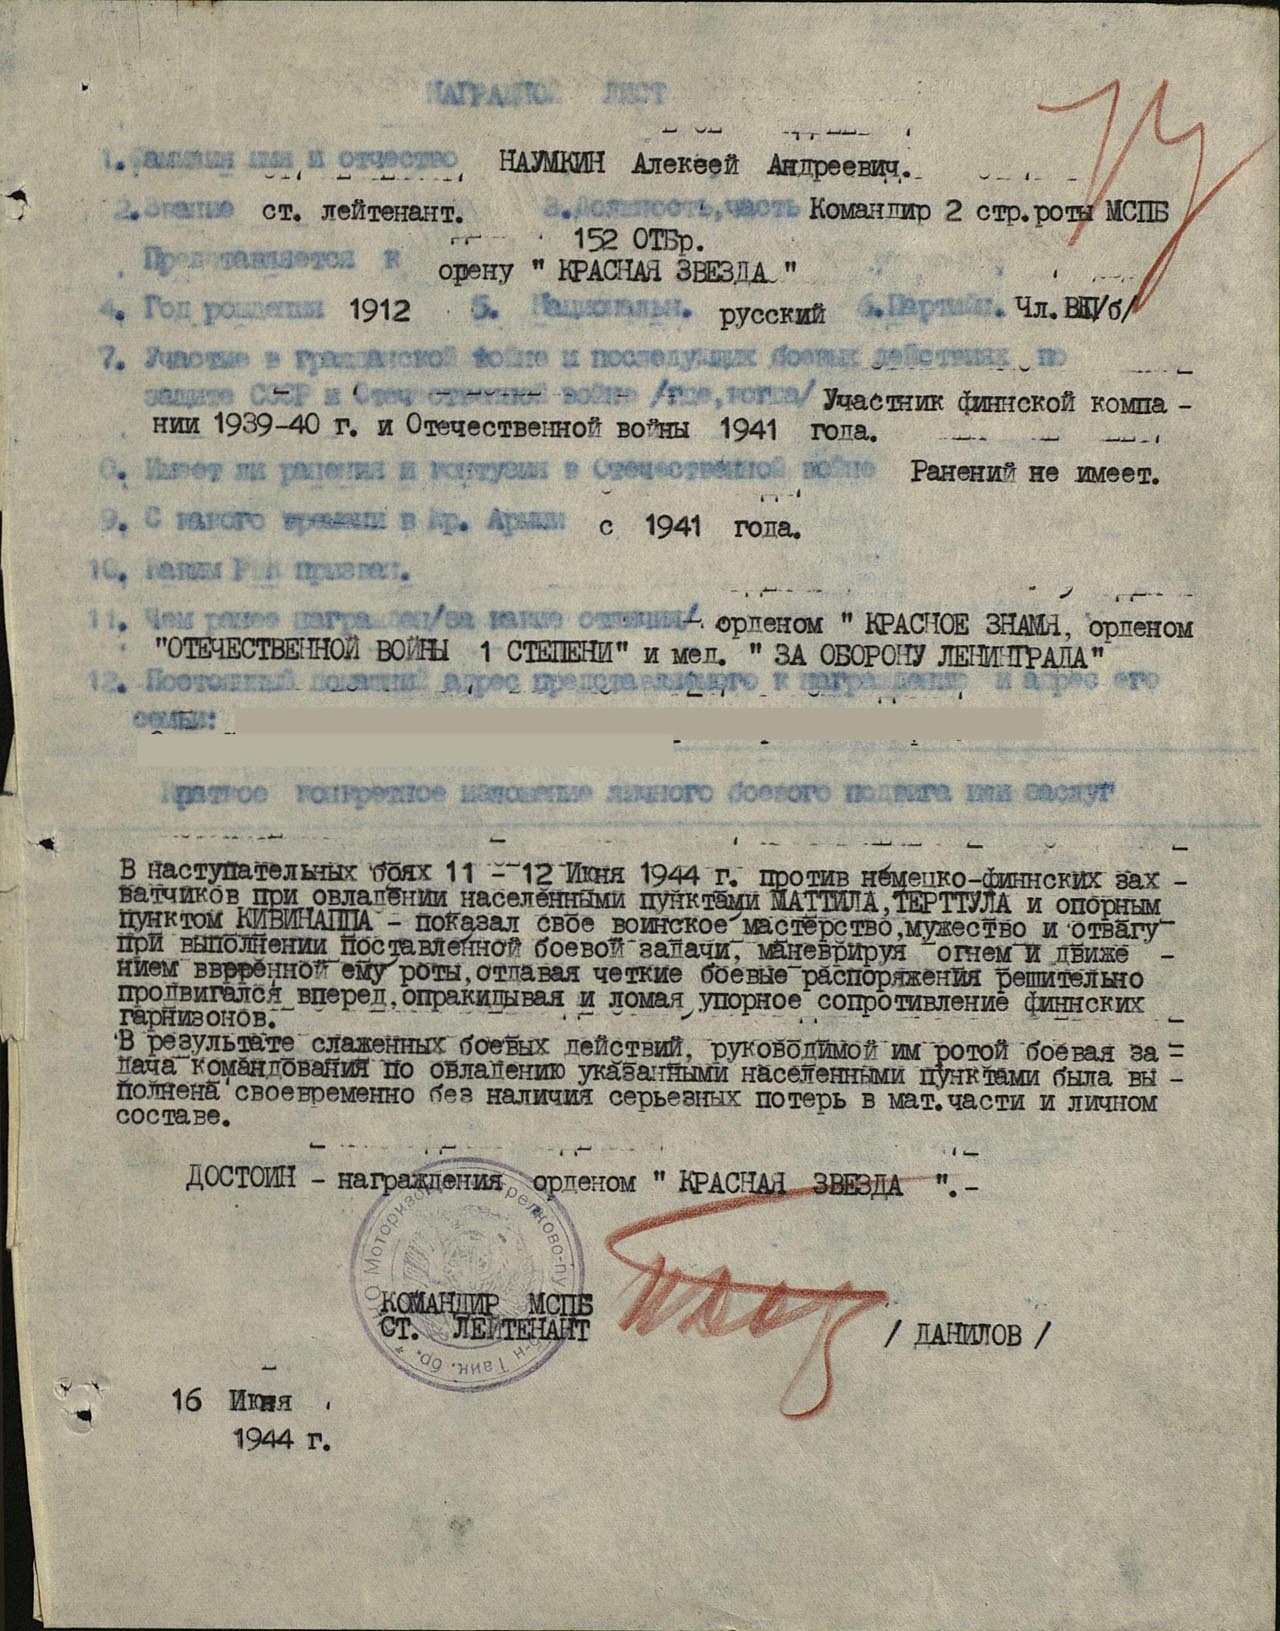 НАГРАДНОЙ ЛИСТ
1. Фамилия имя и отчество НАУМКИН Алексей Андреевич.
2. Звание ст. лейтенант. 3. Должность, часть Командир 2 стр. роты МСПБ
152 ОТБр.
Представляется к орену " КРАСНАЯ ЗВЕЗДА "
4. Год рождения 1912 5. Национальн. русский 6. Партийн. Чл. ВКП/б/
7. Участие в гражданской войне и последующих боевых действиях по
защите СССР и Отечественной войне /где, когда/ Участник финнской компа -
нии 1939-40 г. и Отечественной войны 1941 года.
8. Имеет ли ранения и контузии в Отечественной войне Ранений не имеет.
9. С какого времени в Кр. Армии с 1941 года.
10. Каким РВК призван.
11. Чем ранее награжден /за какие отличия/ орденом " КРАСНОЕ ЗНАМЯ, орденом
"ОТЕЧЕСТВЕННОЙ ВОЙНЫ 1 СТЕПЕНИ" и мед. " ЗА ОБОРОНУ ЛЕНИНГРАДА"
12. Постоянный домашний адрес представляемого к награждению и адрес его
семьи:
Краткое конкретное изложение личного боевого подвига или заслуг
В наступательных боях 11 - 12 Июня 1944 г. против немецко-финнских зах -
ватчиков при овладении населенными пунктами МАТТИЛА, ТЕРТТУЛА и опорным
пунктом КИВИНАППА - показал свое воинское мастерство, мужество и отвагу
при выполнении поставленной боевой задачи, маневрируя огнем и движе -
нием вверенной ему роты, отдавая четкие боевые распоряжения решительно
продвигался вперед, опракидывая и ломая упорное сопротивление финнских
гарнизонов.
В результате слаженных боевых действий, руководимой им ротой боевая за -
дача командования по овладению указанными населенными пунктами была вы -
полнена своевременно без наличия серьезных потерь в мат. части и личном
составе.
ДОСТОИН - награждения орденом " КРАСНАЯ ЗВЕЗДА ".-
КОМАНДИР МСПБ
СТ. ЛЕЙТЕНАНТ / ДАНИЛОВ /
16 Июня
1944 г.